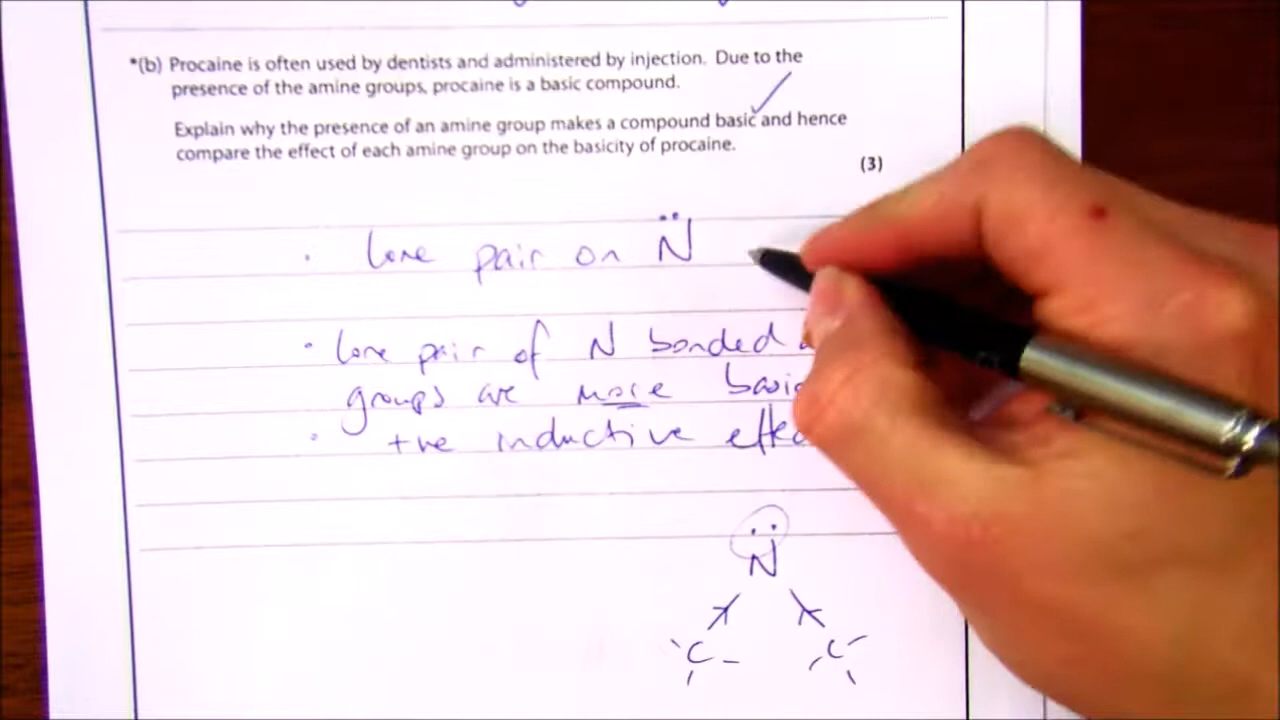 *(b) Procaine is often used by dentists and administered by injection. Due to the
presence of the amine groups, procaine is a basic compound.
Explain why the presence of an amine group makes a compound basic and hence
compare the effect of each amine group on the basicity of procaine.
(3)
· lone pair on N̈
· lone pair of N bonded
groups are more
· +ve inductive
N
C C